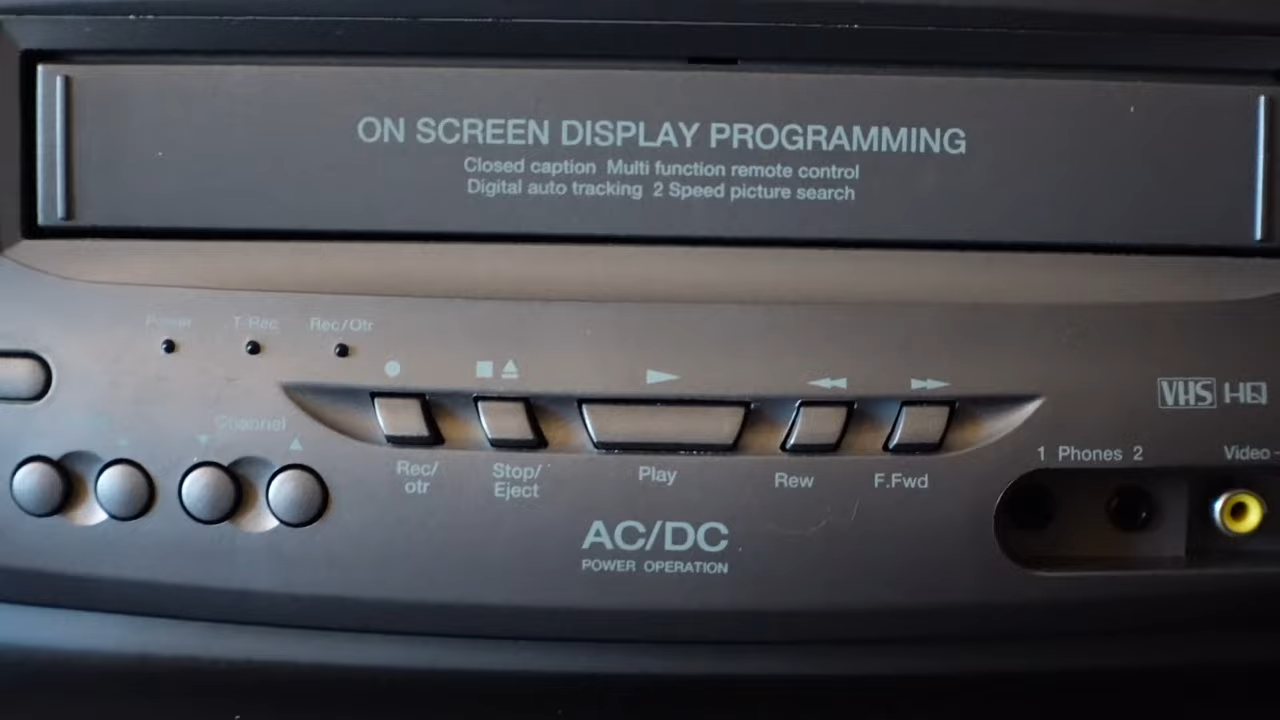 ON SCREEN DISPLAY PROGRAMMING
Closed caption Multi function remote control
Digital auto tracking 2 Speed picture search
Power T-Rec Rec/Otr
VHS HQ
Channel
1 Phones 2 Video
Rec/
otr
Stop/
Eject
Play
Rew
F.Fwd
AC/DC
POWER OPERATION